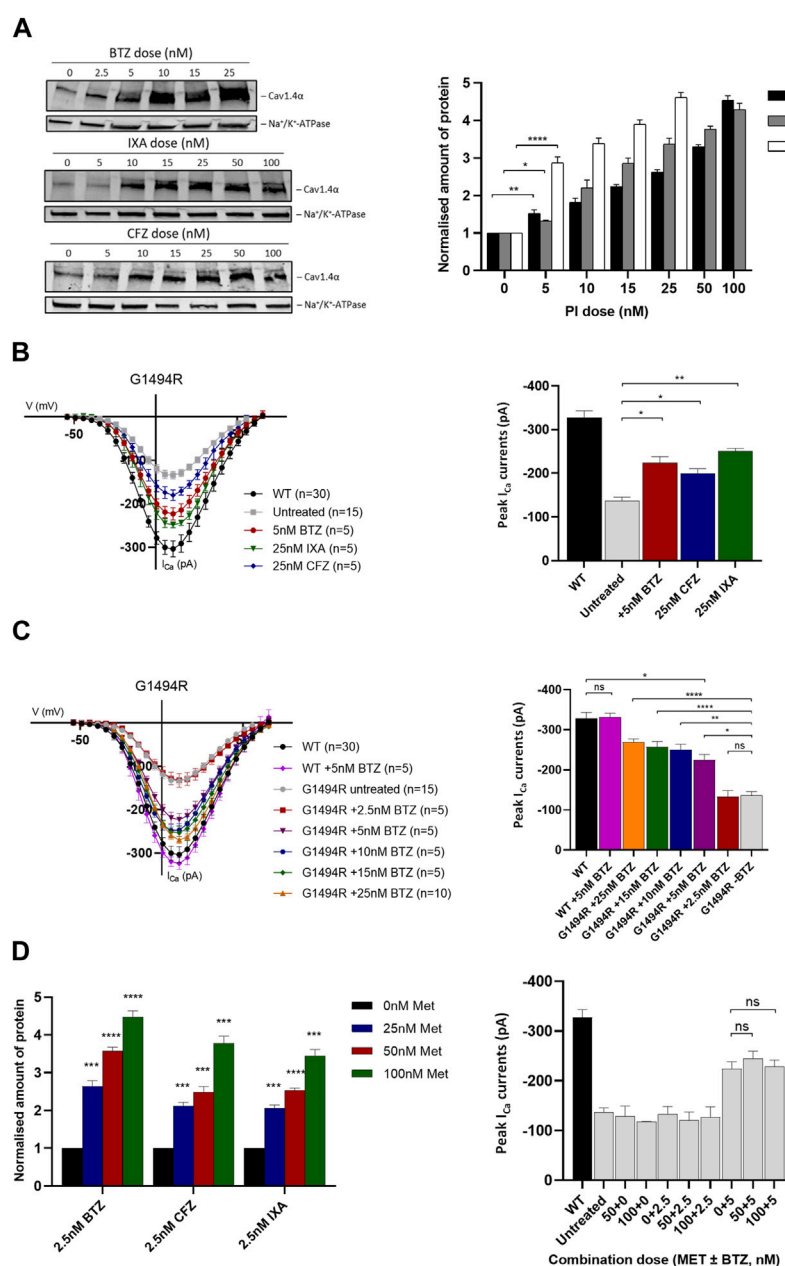 A
BTZ dose (nM)
0 2.5 5 10 15 25
Cav1.4α
Na⁺/K⁺-ATPase
IXA dose (nM)
0 5 10 15 25 50 100
Cav1.4α
Na⁺/K⁺-ATPase
CFZ dose (nM)
0 5 10 15 25 50 100
Cav1.4α
Na⁺/K⁺-ATPase
Normalised amount of protein
5
4
3
2
1
****
*
**
0 5 10 15 25 50 100
PI dose (nM)
B
G1494R
V (mV)
-50
-100
-200
-300
I Ca (pA)
WT (n=30)
Untreated (n=15)
5nM BTZ (n=5)
25nM IXA (n=5)
25nM CFZ (n=5)
Peak I Ca currents (pA)
-400
-300
-200
-100
0
**
*
*
WT
Untreated
+5nM BTZ
25nM CFZ
25nM IXA
C
G1494R
V (mV)
-50
-100
-200
-300
I Ca (pA)
WT (n=30)
WT +5nM BTZ (n=5)
G1494R untreated (n=15)
G1494R +2.5nM BTZ (n=5)
G1494R +5nM BTZ (n=5)
G1494R +10nM BTZ (n=5)
G1494R +15nM BTZ (n=5)
G1494R +25nM BTZ (n=10)
Peak I Ca currents (pA)
-400
-300
-200
-100
0
*
ns
****
****
**
*
ns
WT
WT +5nM BTZ
G1494R +25nM BTZ
G1494R +15nM BTZ
G1494R +10nM BTZ
G1494R +5nM BTZ
G1494R +2.5nM BTZ
G1494R -BTZ
D
Normalised amount of protein
5
4
3
2
1
0
*** **** ****
*** *** ***
*** **** ***
2.5nM BTZ
2.5nM CFZ
2.5nM IXA
0nM Met
25nM Met
50nM Met
100nM Met
Peak I Ca currents (pA)
-400
-300
-200
-100
0
ns
ns
WT
Untreated
50+0
100+0
0+2.5
50+2.5
100+2.5
0+5
50+5
100+5
Combination dose (MET ± BTZ, nM)